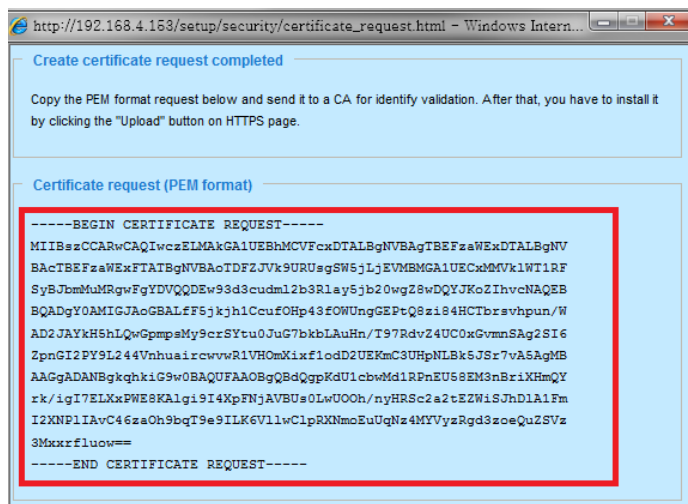 http://192.168.4.153/setup/security/certificate_request.html - Windows Intern...
Create certificate request completed
Copy the PEM format request below and send it to a CA for identify validation. After that, you have to install it
by clicking the "Upload" button on HTTPS page.
Certificate request (PEM format)
-----BEGIN CERTIFICATE REQUEST-----
MIIBszCCARwCAQIwczELMAkGA1UEBhMCVFcxDTALBgNVBAgTBEFzaWExDTALBgNV
BAcTBEFzaWExFTATBgNVBAoTDFZJVk9URUsgSW5jLjEVMBMGA1UECxMMVklWT1RF
SyBJbmMuMRgwFgYDVQQDEw93d3cudml2b3Rlay5jb20wgZ8wDQYJKoZIhvcNAQEB
BQADgY0AMIGJAoGBALfF5jkjh1CcufOHp43fOWUngGEPtQ8zi84HCTbrsvhpun/W
AD2JAYkH5hLQwGpmpsMy9crSYtu0JuG7bkbLAuHn/T97RdvZ4UC0xGvmnSAg2SI6
ZpnGI2PY9L244VnhuaircwvwR1VHOmXixf1odD2UEKmC3UHpNLBk5JSr7vA5AgMB
AAGgADANBgkqhkiG9w0BAQUFAAOBgQBdQgpKdU1cbwMd1RPnEU58EM3nBriXHmQY
rk/igI7ELXxPWE8KAlgi9I4XpFNjAVBUs0LwUOOh/nyHRSc2a2tEZWiSJhDlA1Fm
I2XNPlIAvC46zaOh9bqT9e9ILK6VllwClpRXNmoEuUqNz4MYVyzRgd3zoeQuZSVz
3Mxxrfluow==
-----END CERTIFICATE REQUEST-----